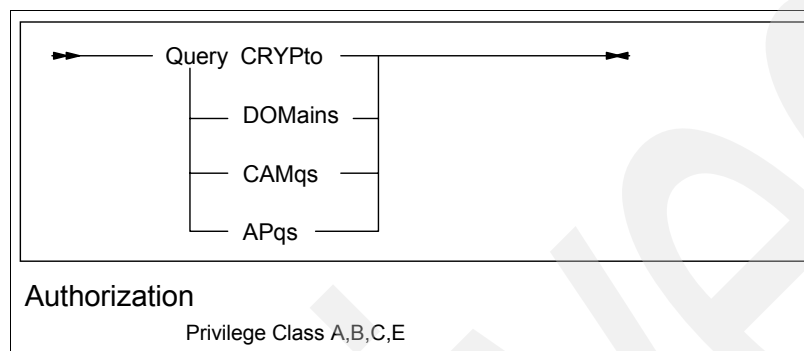 Query CRYPto
DOMains
CAMqs
APqs
Authorization
Privilege Class A,B,C,E